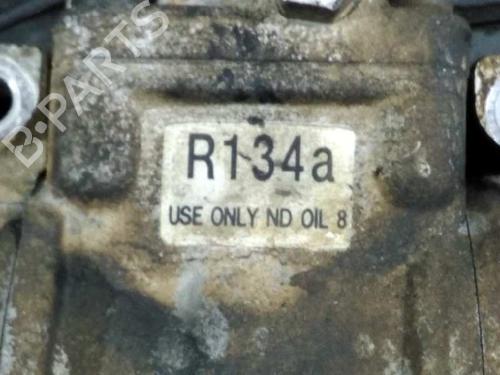 B-PARTS
R134a
USE ONLY ND OIL 8